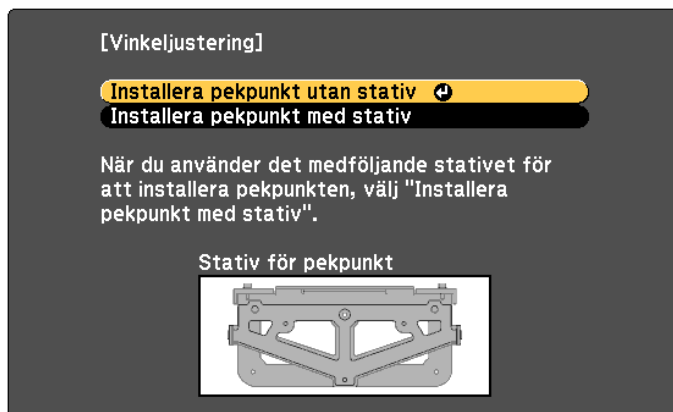 [Vinkeljustering]
Installera pekpunkt utan stativ
Installera pekpunkt med stativ
När du använder det medföljande stativet för
att installera pekpunkten, välj "Installera
pekpunkt med stativ".
Stativ för pekpunkt